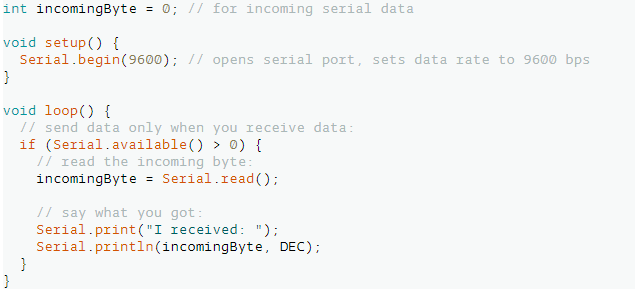 int incomingByte = 0; // for incoming serial data

void setup() {
  Serial.begin(9600); // opens serial port, sets data rate to 9600 bps
}

void loop() {
  // send data only when you receive data:
  if (Serial.available() > 0) {
    // read the incoming byte:
    incomingByte = Serial.read();

    // say what you got:
    Serial.print("I received: ");
    Serial.println(incomingByte, DEC);
  }
}